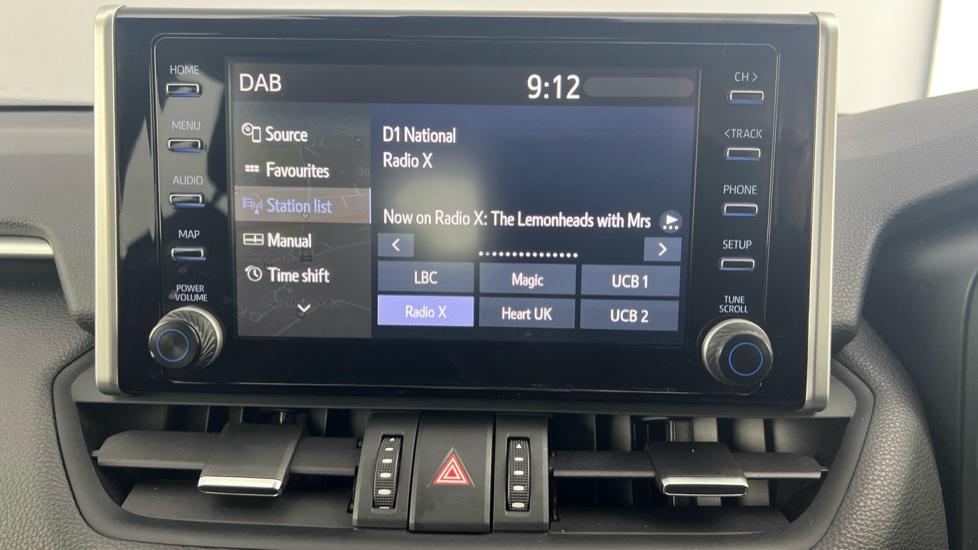 HOME
MENU
AUDIO
MAP
POWER
VOLUME
DAB
9:12
Source
Favourites
Station list
Manual
Time shift
D1 National
Radio X
Now on Radio X: The Lemonheads with Mrs
LBC
Magic
UCB 1
Radio X
Heart UK
UCB 2
CH >
< TRACK
PHONE
SETUP
TUNE
SCROLL